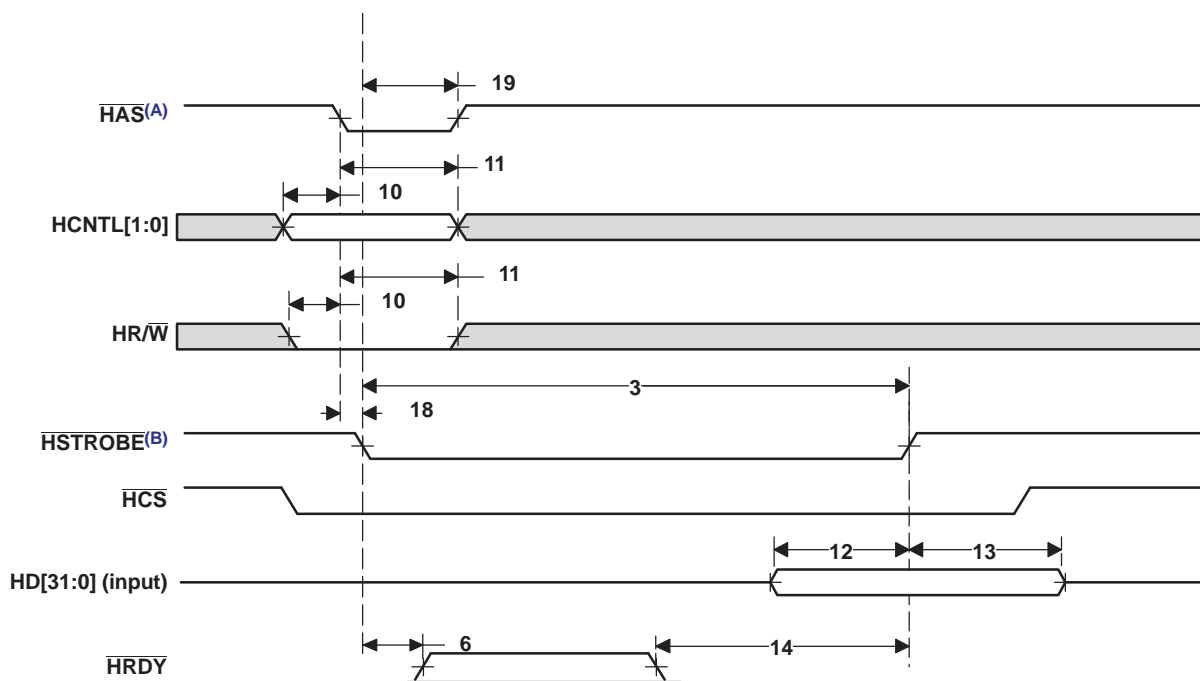 19
HAS(A)
11
10
HCNTL[1:0]
11
10
HR/W
3
18
HSTROBE(B)
HCS
12
13
HD[31:0] (input)
6
14
HRDY